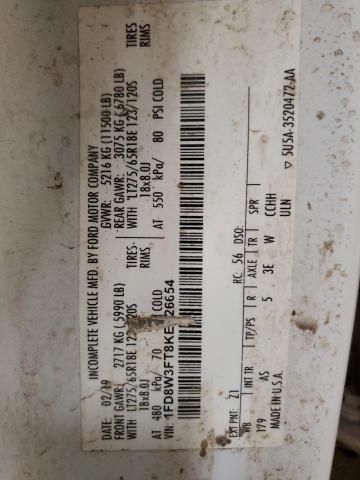 INCOMPLETE VEHICLE MFD. BY FORD MOTOR COMPANY
DATE: 02/19 GVWR: 5216 KG (11500 LB)
FRONT GAWR: 2717 KG (5990 LB) REAR GAWR: 3075 KG (6780 LB)
WITH LT275/65R18E TIRES WITH LT275/65R18E 123/120S TIRES
18x8.0J RIMS 18x8.0J RIMS
AT 480 kPa/ 70 COLD AT 550 kPa/ 80 PSI COLD
VIN: 1FD8W3FT8KE 26654
EXT PNT: Z1 RC: 56 DSO:
WB INT TR TP/PS R AXLE TR SPR
179 AS 5 3E W CCHH
MADE IN U.S.A. ULN
▽ 5U5A-3520472-AA